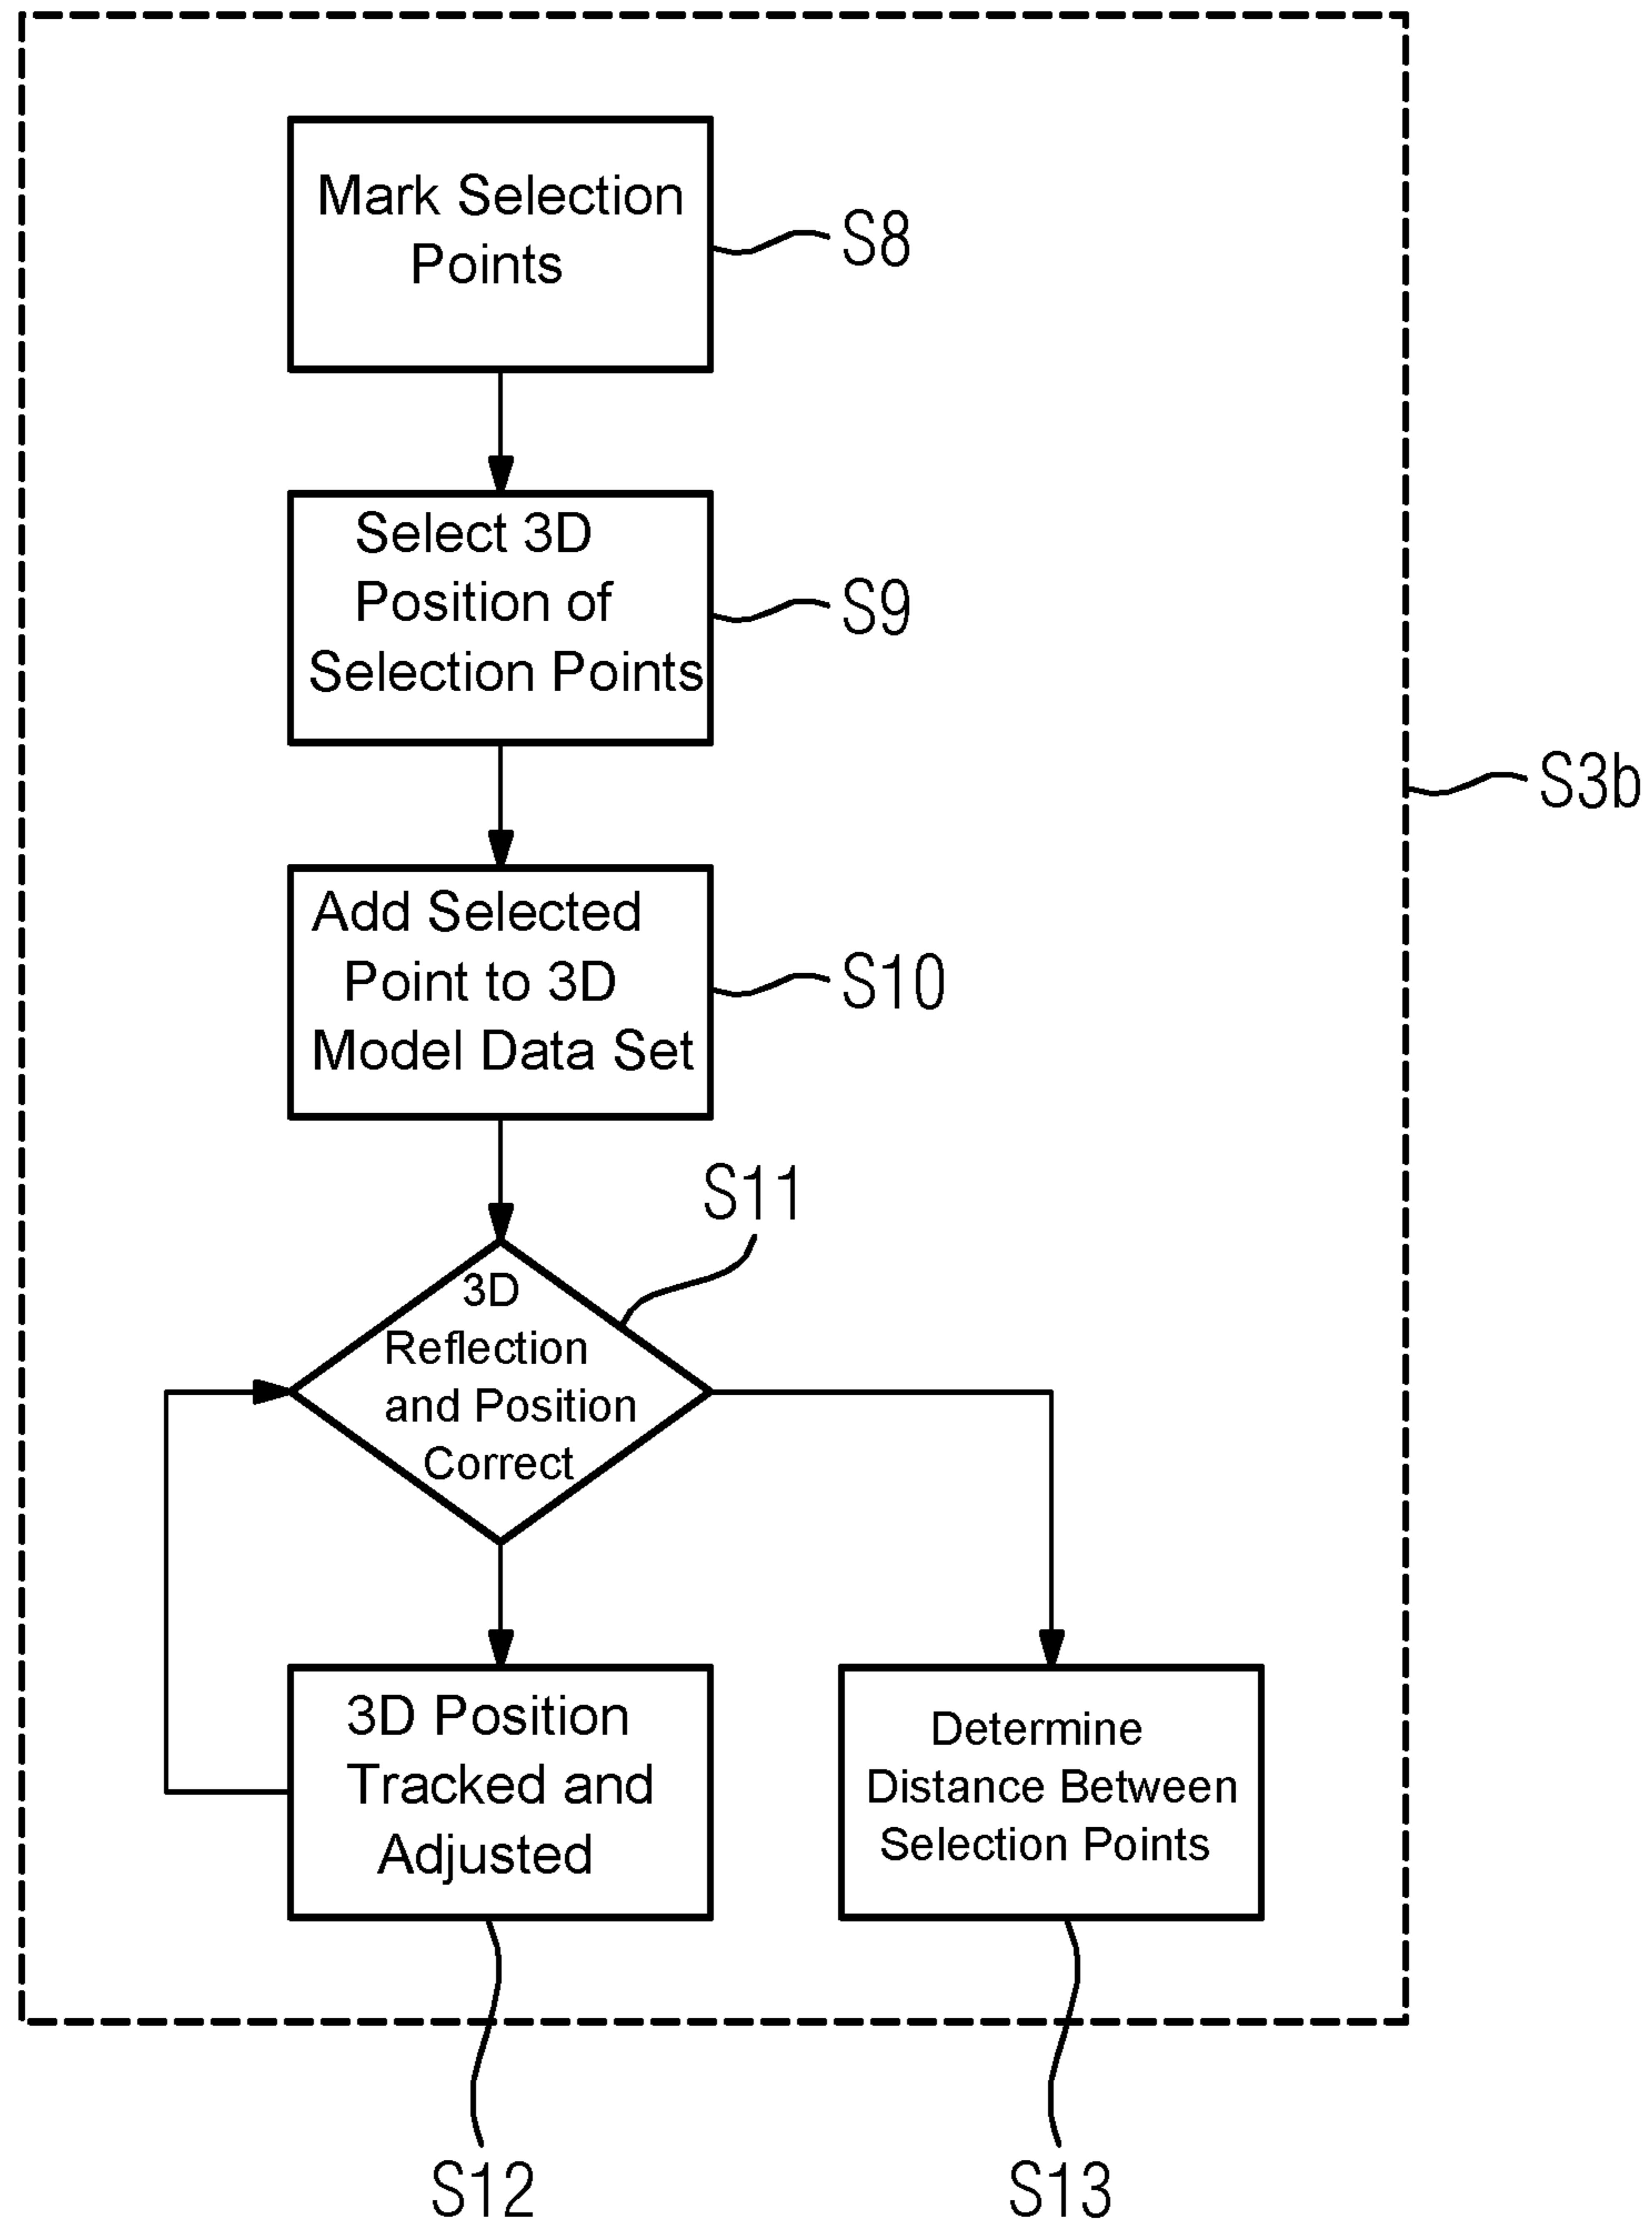 Mark Selection
Points
S8
Select 3D
Position of
Selection Points
S9
S3b
Add Selected
Point to 3D
Model Data Set
S10
S11
3D
Reflection
and Position
Correct
3D Position
Tracked and
Adjusted
Determine
Distance Between
Selection Points
S12
S13